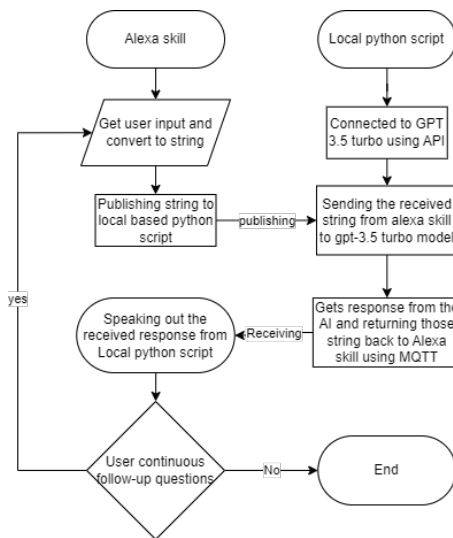 Alexa skill
Local python script
Get user input and
convert to string
Connected to GPT
3.5 turbo using API
Publishing string to
local based python
script
publishing
Sending the received
string from alexa skill
to gpt-3.5 turbo model
yes
Speaking out the
received response from
Local python script
Receiving
Gets response from the
AI and returning those
string back to Alexa
skill using MQTT
User continuous
follow-up questions
No
End